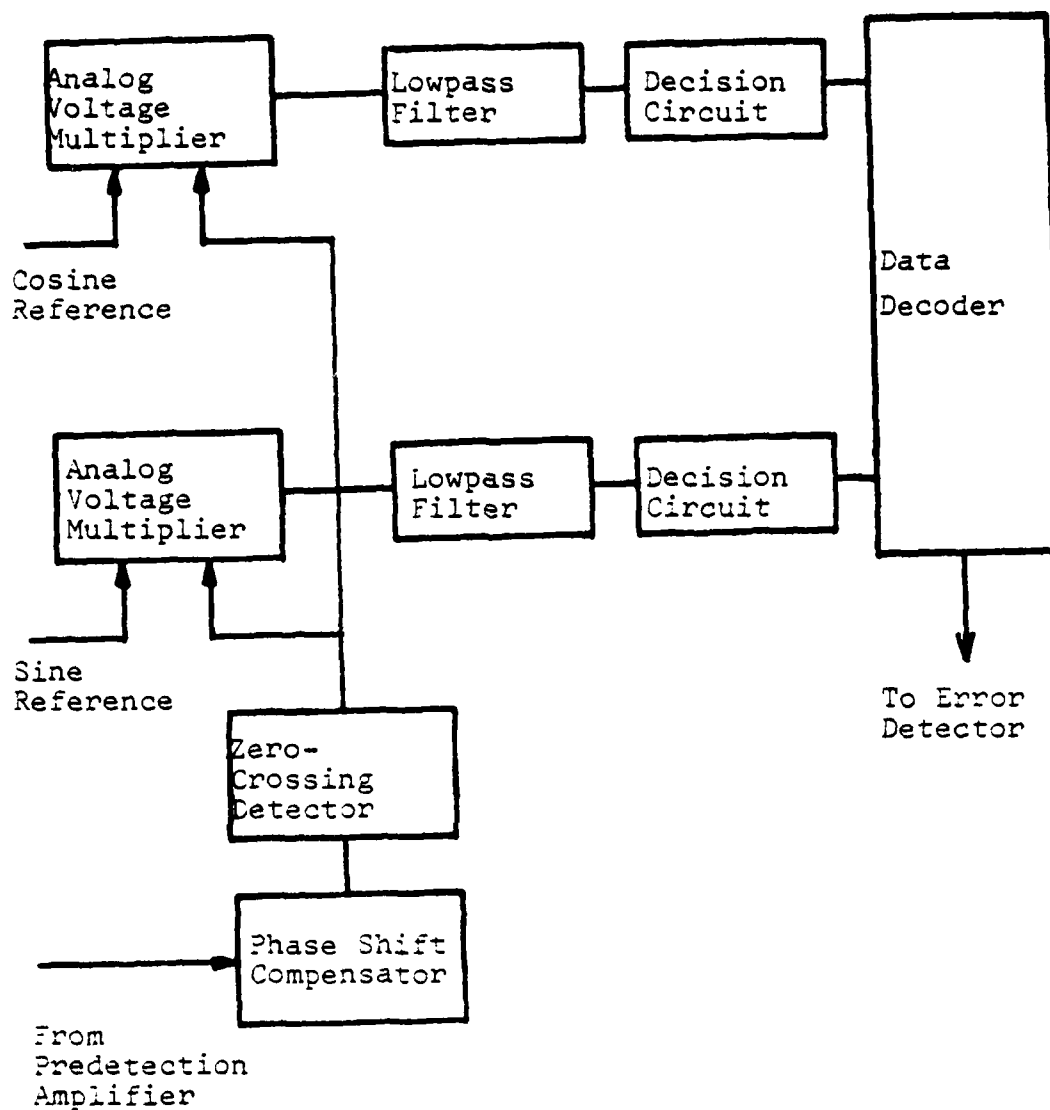 Analog
Voltage
Multiplier
Lowpass
Filter
Decision
Circuit
Cosine
Reference
Data
Decoder
Analog
Voltage
Multiplier
Lowpass
Filter
Decision
Circuit
Sine
Reference
To Error
Detector
Zero-
Crossing
Detector
Phase Shift
Compensator
From
Predetection
Amplifier